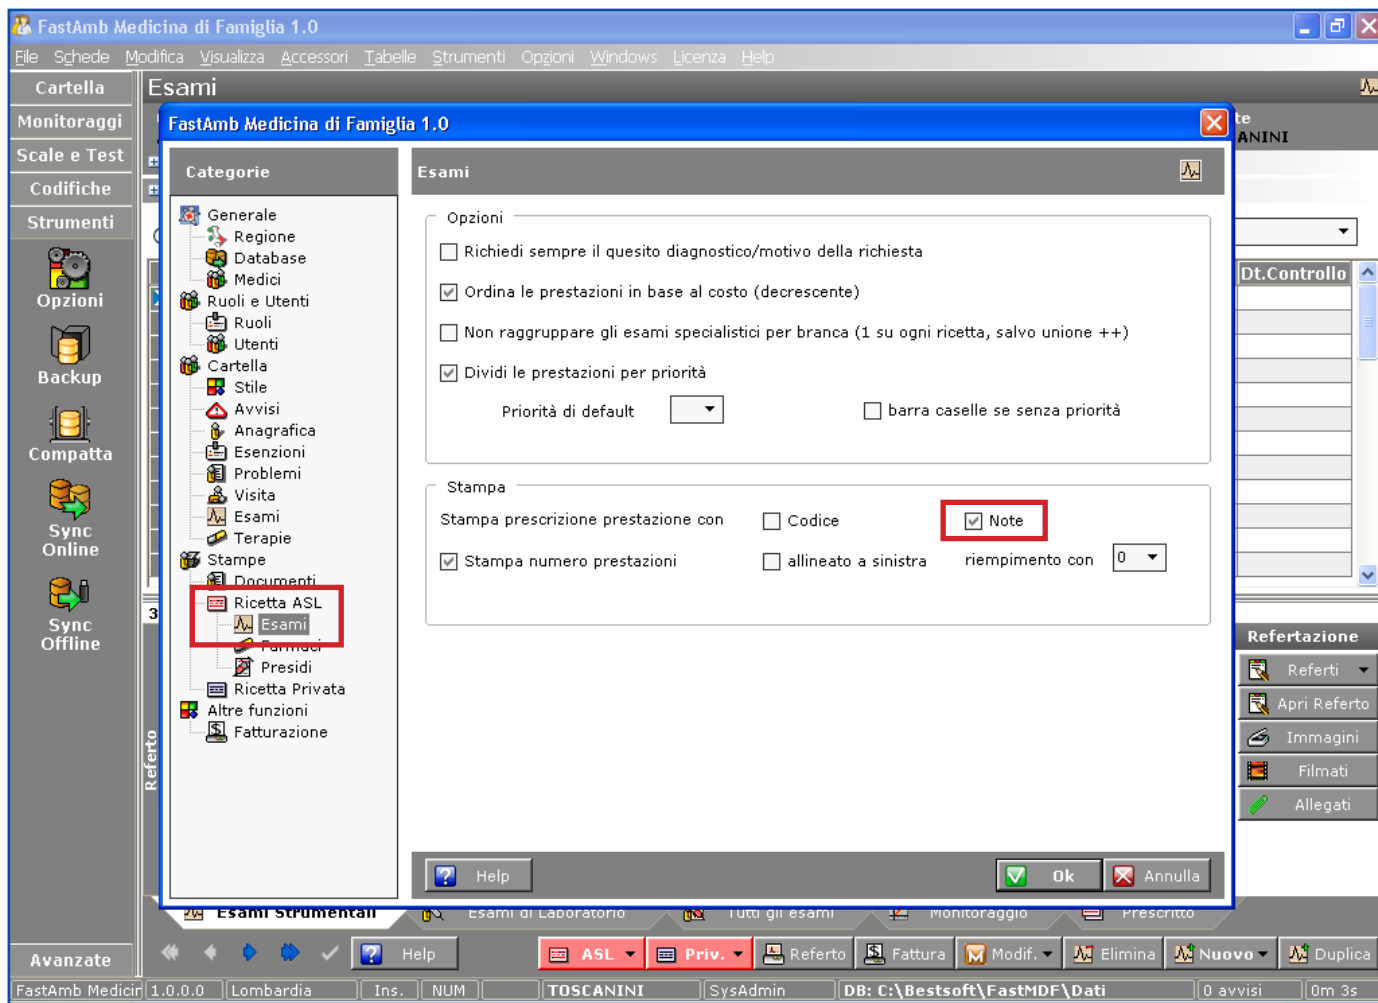 FastAmb Medicina di Famiglia 1.0
File Schede Modifica Visualizza Accessori Tabelle Strumenti Opzioni Windows Licenza Help
Cartella
Monitoraggi
Scale e Test
Codifiche
Strumenti
Opzioni
Backup
Compatta
Sync
Online
Sync
Offline
Avanzate
Esami
te
ANINI
FastAmb Medicina di Famiglia 1.0
Categorie
Generale
Regione
Database
Medici
Ruoli e Utenti
Ruoli
Utenti
Cartella
Stile
Avvisi
Anagrafica
Esenzioni
Problemi
Visita
Esami
Terapie
Stampe
Documenti
Ricetta ASL
Esami
Farmaci
Presidi
Ricetta Privata
Altre funzioni
Fatturazione
Esami
Opzioni
Richiedi sempre il quesito diagnostico/motivo della richiesta
Ordina le prestazioni in base al costo (decrescente)
Non raggruppare gli esami specialistici per branca (1 su ogni ricetta, salvo unione ++)
Dividi le prestazioni per priorità
Priorità di default
barra caselle se senza priorità
Stampa
Stampa prescrizione prestazione con Codice Note
Stampa numero prestazioni allineato a sinistra riempimento con 0
Help Ok Annulla
Dt.Controllo
3
Referto
Refertazione
Referti
Apri Referto
Immagini
Filmati
Allegati
Esami Strumentali Esami di Laboratorio Tutti gli esami Monitoraggio Prescritto
Help ASL Priv. Referto Fattura Modif. Elimina Nuovo Duplica
FastAmb Medicin 1.0.0.0 Lombardia Ins. NUM TOSCANINI SysAdmin DB: C:\Bestsoft\FastMDF\Dati 0 avvisi 0m 3s